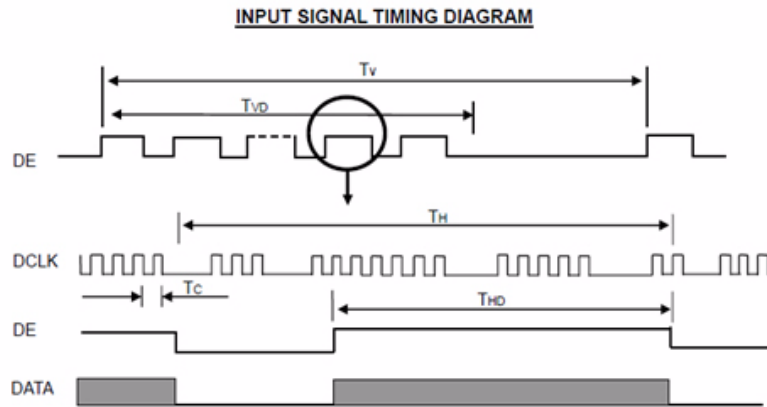 INPUT SIGNAL TIMING DIAGRAM
Tv
TVD
DE
TH
DCLK
TC
THD
DE
DATA